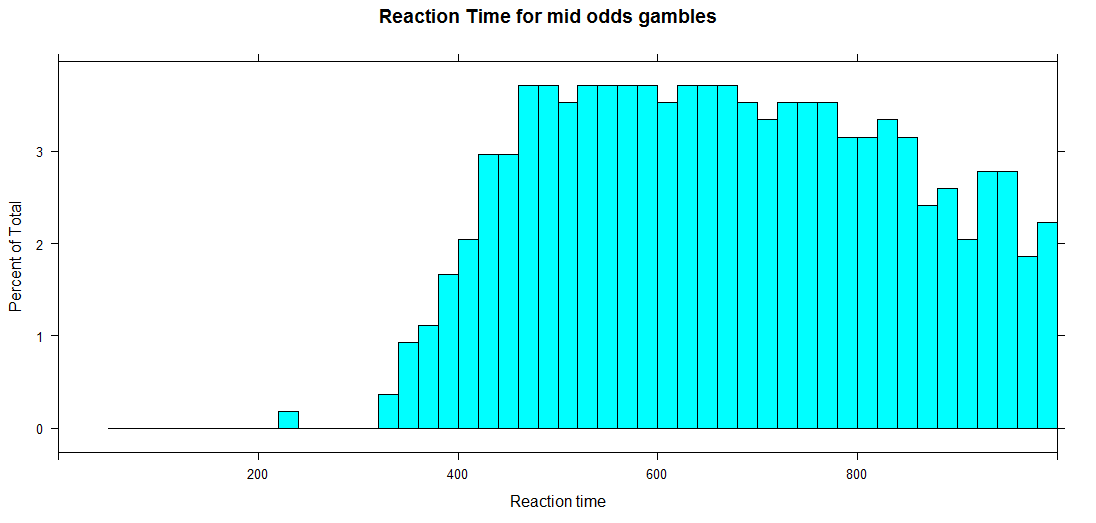 Reaction Time for mid odds gambles
Percent of Total
3
2
1
0
200
400
600
800
Reaction time